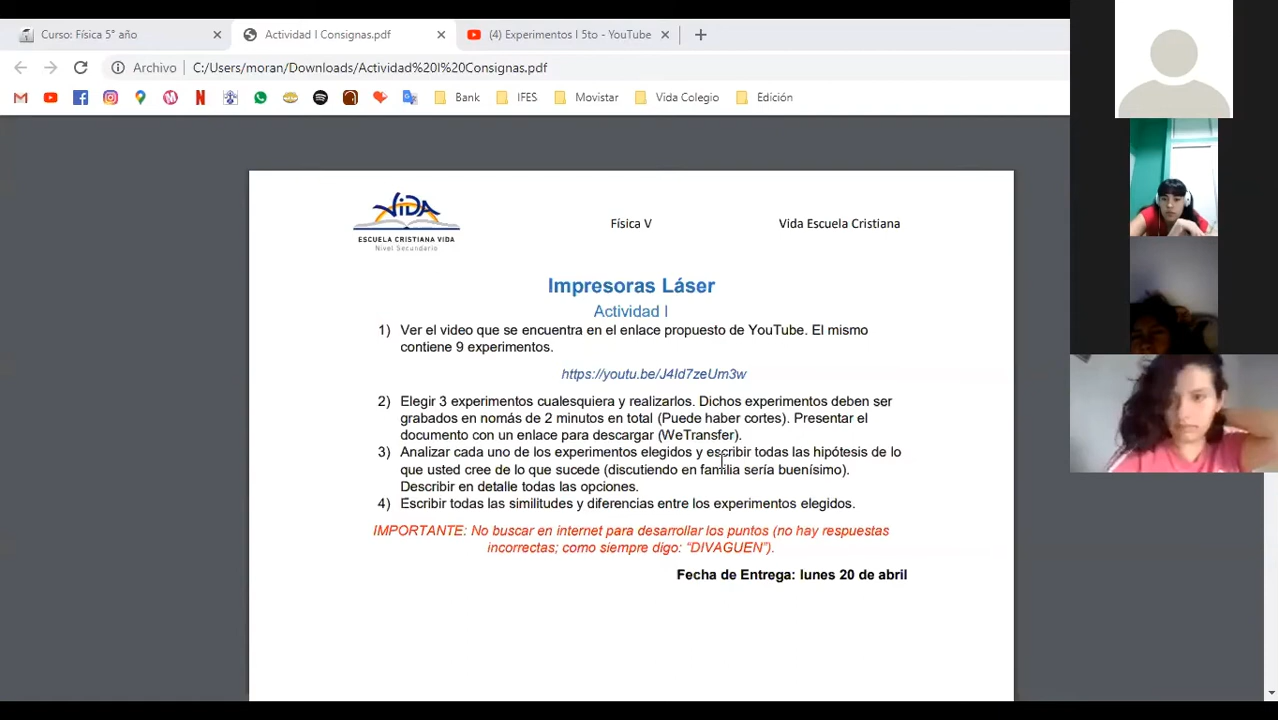 Curso: Física 5° año
Actividad I Consignas.pdf
(4) Experimentos I 5to - YouTube
Archivo
C:/Users/moran/Downloads/Actividad%20I%20Consignas.pdf
Bank
IFES
Movistar
Vida Colegio
Edición
ViDA
ESCUELA CRISTIANA VIDA
Nivel Secundario
Física V
Vida Escuela Cristiana
Impresoras Láser
Actividad I
1) Ver el video que se encuentra en el enlace propuesto de YouTube. El mismo
contiene 9 experimentos.
https://youtu.be/J4Id7zeUm3w
2) Elegir 3 experimentos cualesquiera y realizarlos. Dichos experimentos deben ser
grabados en nomás de 2 minutos en total (Puede haber cortes). Presentar el
documento con un enlace para descargar (WeTransfer).
3) Analizar cada uno de los experimentos elegidos y escribir todas las hipótesis de lo
que usted cree de lo que sucede (discutiendo en familia sería buenísimo).
Describir en detalle todas las opciones.
4) Escribir todas las similitudes y diferencias entre los experimentos elegidos.
IMPORTANTE: No buscar en internet para desarrollar los puntos (no hay respuestas
incorrectas; como siempre digo: “DIVAGUEN”).
Fecha de Entrega: lunes 20 de abril